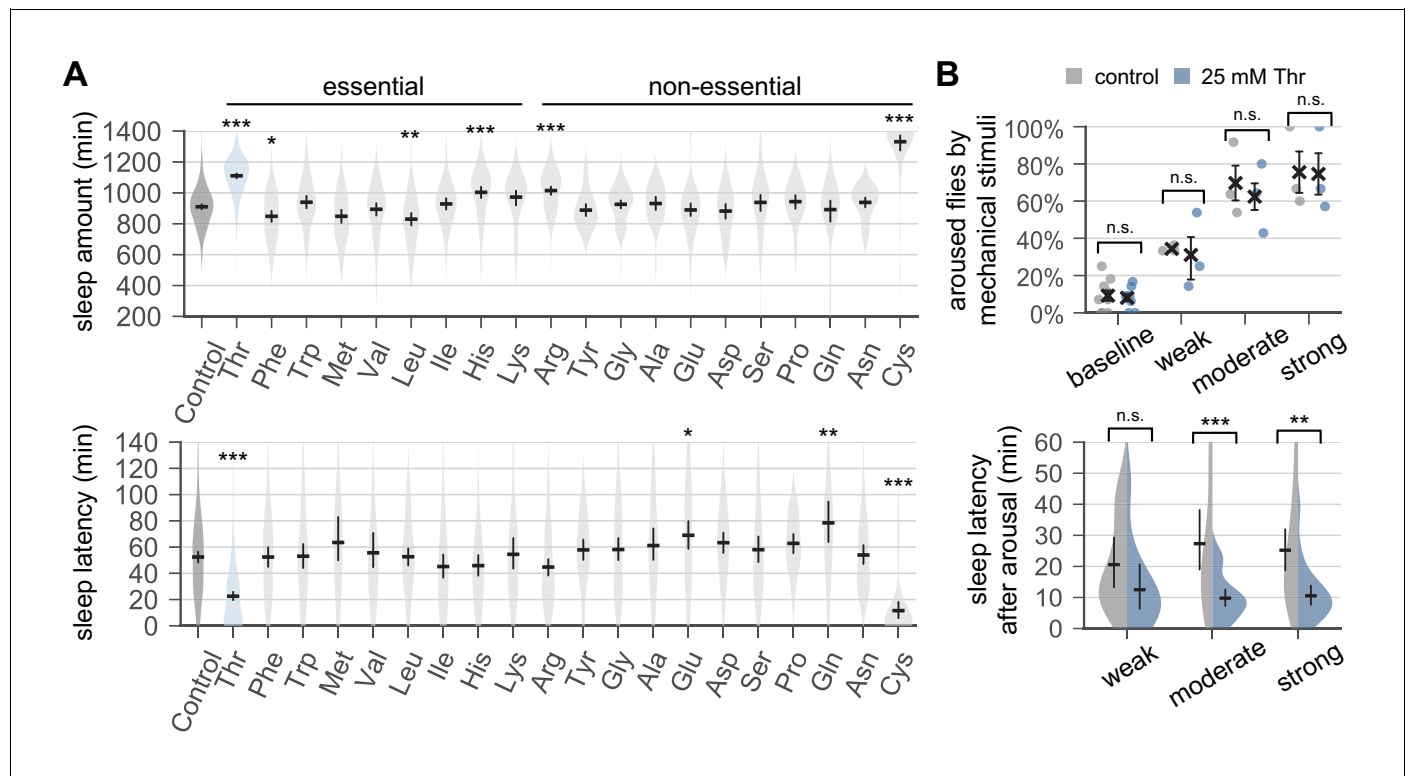 A
essential
non-essential
sleep amount (min)
1400
1200
1000
800
600
400
200
*** * ** *** *** ***
Control Thr Phe Trp Met Val Leu Ile His Lys Arg Tyr Gly Ala Glu Asp Ser Pro Gln Asn Cys
sleep latency (min)
140
120
100
80
60
40
20
0
*** * ** ***
Control Thr Phe Trp Met Val Leu Ile His Lys Arg Tyr Gly Ala Glu Asp Ser Pro Gln Asn Cys
B
control 25 mM Thr
aroused flies by
mechanical stimuli
100%
80%
60%
40%
20%
0%
n.s. n.s. n.s. n.s.
baseline weak moderate strong
sleep latency
after arousal (min)
60
50
40
30
20
10
0
n.s. *** **
weak moderate strong